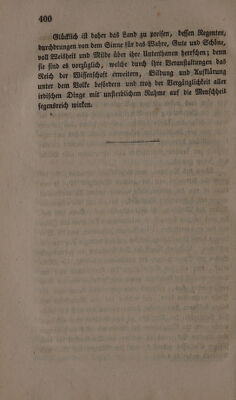 400
Glücklich ist daher das Land zu preisen, dessen Regenten,
durchdrungen von dem Sinne für das Wahre, Gute und Schöne,
voll Weisheit und Milde über ihre Unterthanen herrschen; denn
sie sind es vorzüglich, welche durch ihre Veranstaltungen das
Reich der Wissenschaft erweitern, Bildung und Aufklärung
unter dem Volke befördern und trotz der Vergänglichkeit aller
irdischen Dinge mit unsterblichem Ruhme auf die Menschheit
segensreich wirken.